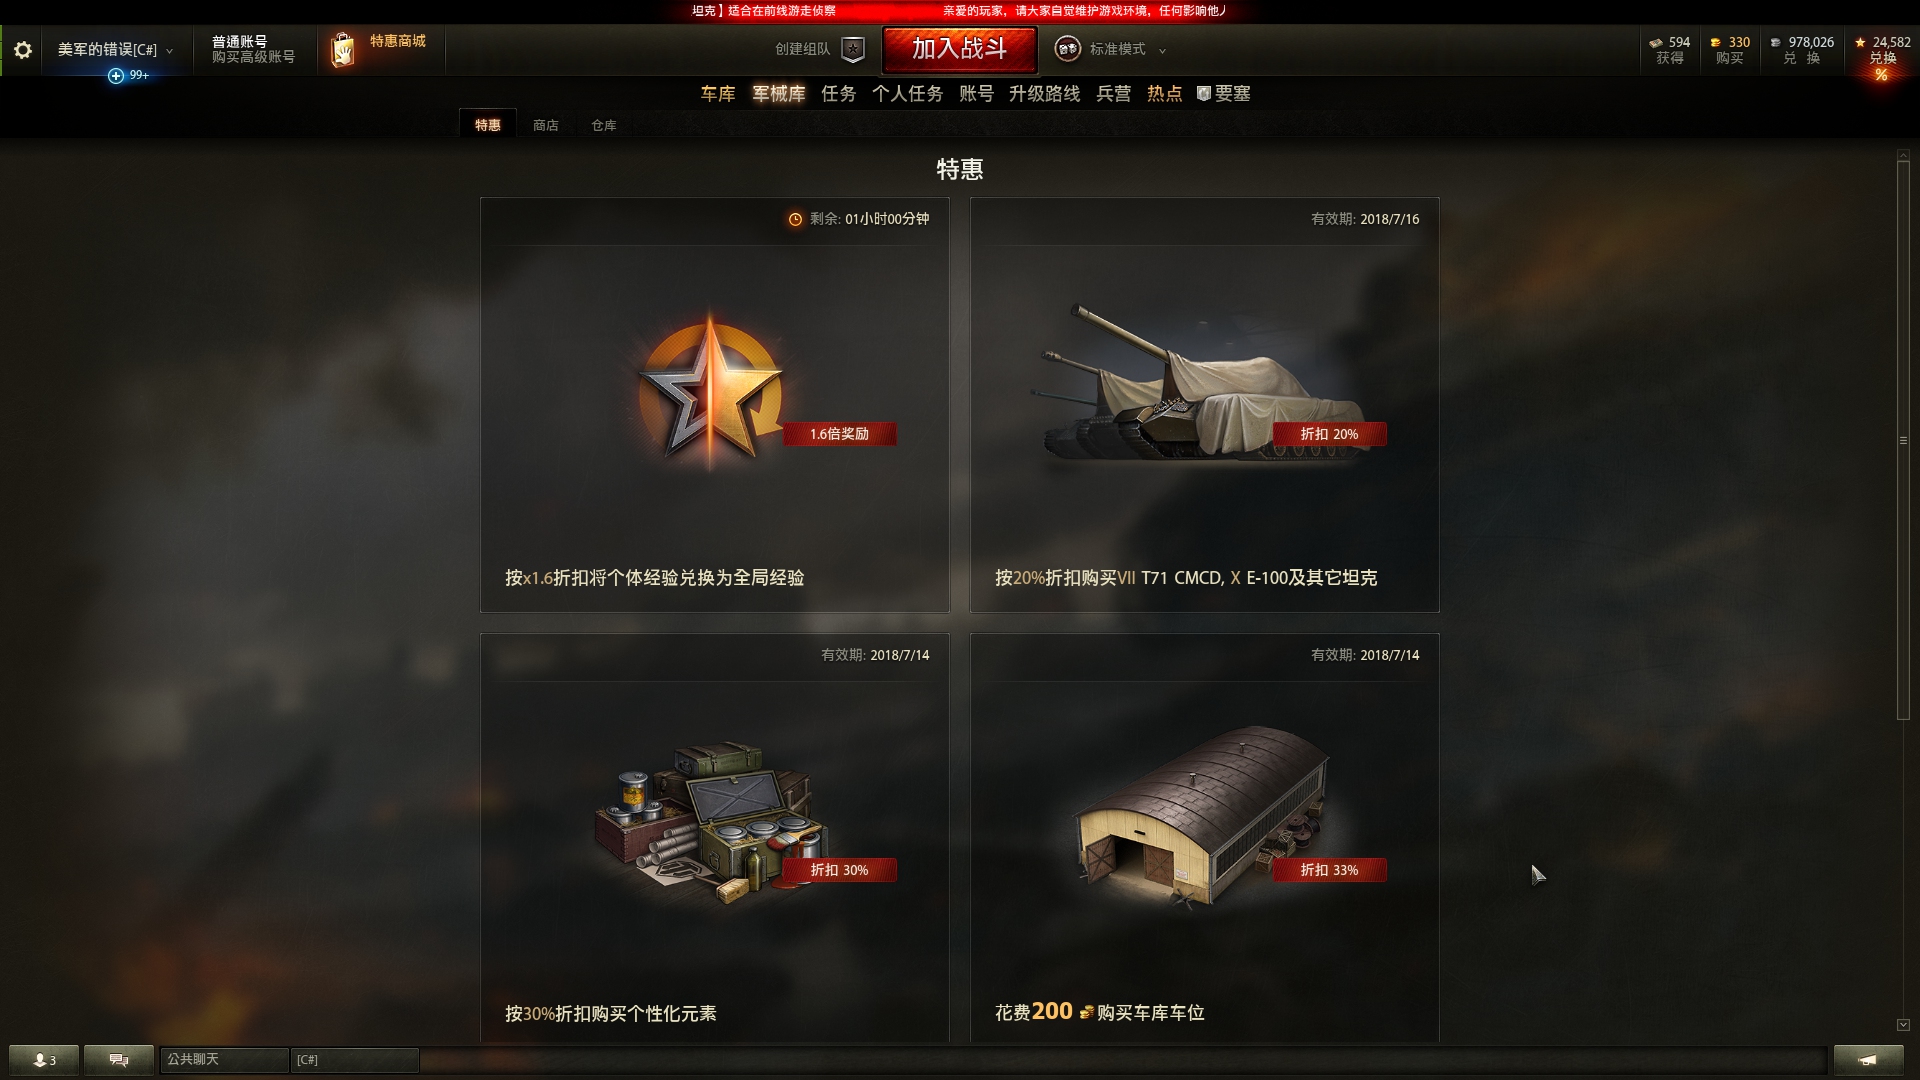 坦克】适合在前线游走侦察 亲爱的玩家，请大家自觉维护游戏环境，任何影响他人
美军的错误[C#]
99+
普通账号
购买高级账号
特惠商城
创建组队
加入战斗
标准模式
594
获得
330
购买
978,026
兑 换
24,582
兑换
%
车库 军械库 任务 个人任务 账号 升级路线 兵营 热点 要塞
特惠 商店 仓库
特惠
剩余: 01小时00分钟
1.6倍奖励
按x1.6折扣将个体经验兑换为全局经验
有效期: 2018/7/16
折扣 20%
按20%折扣购买VII T71 CMCD, X E-100及其它坦克
有效期: 2018/7/14
折扣 30%
按30%折扣购买个性化元素
有效期: 2018/7/14
折扣 33%
花费200购买车库车位
3
公共聊天
[C#]